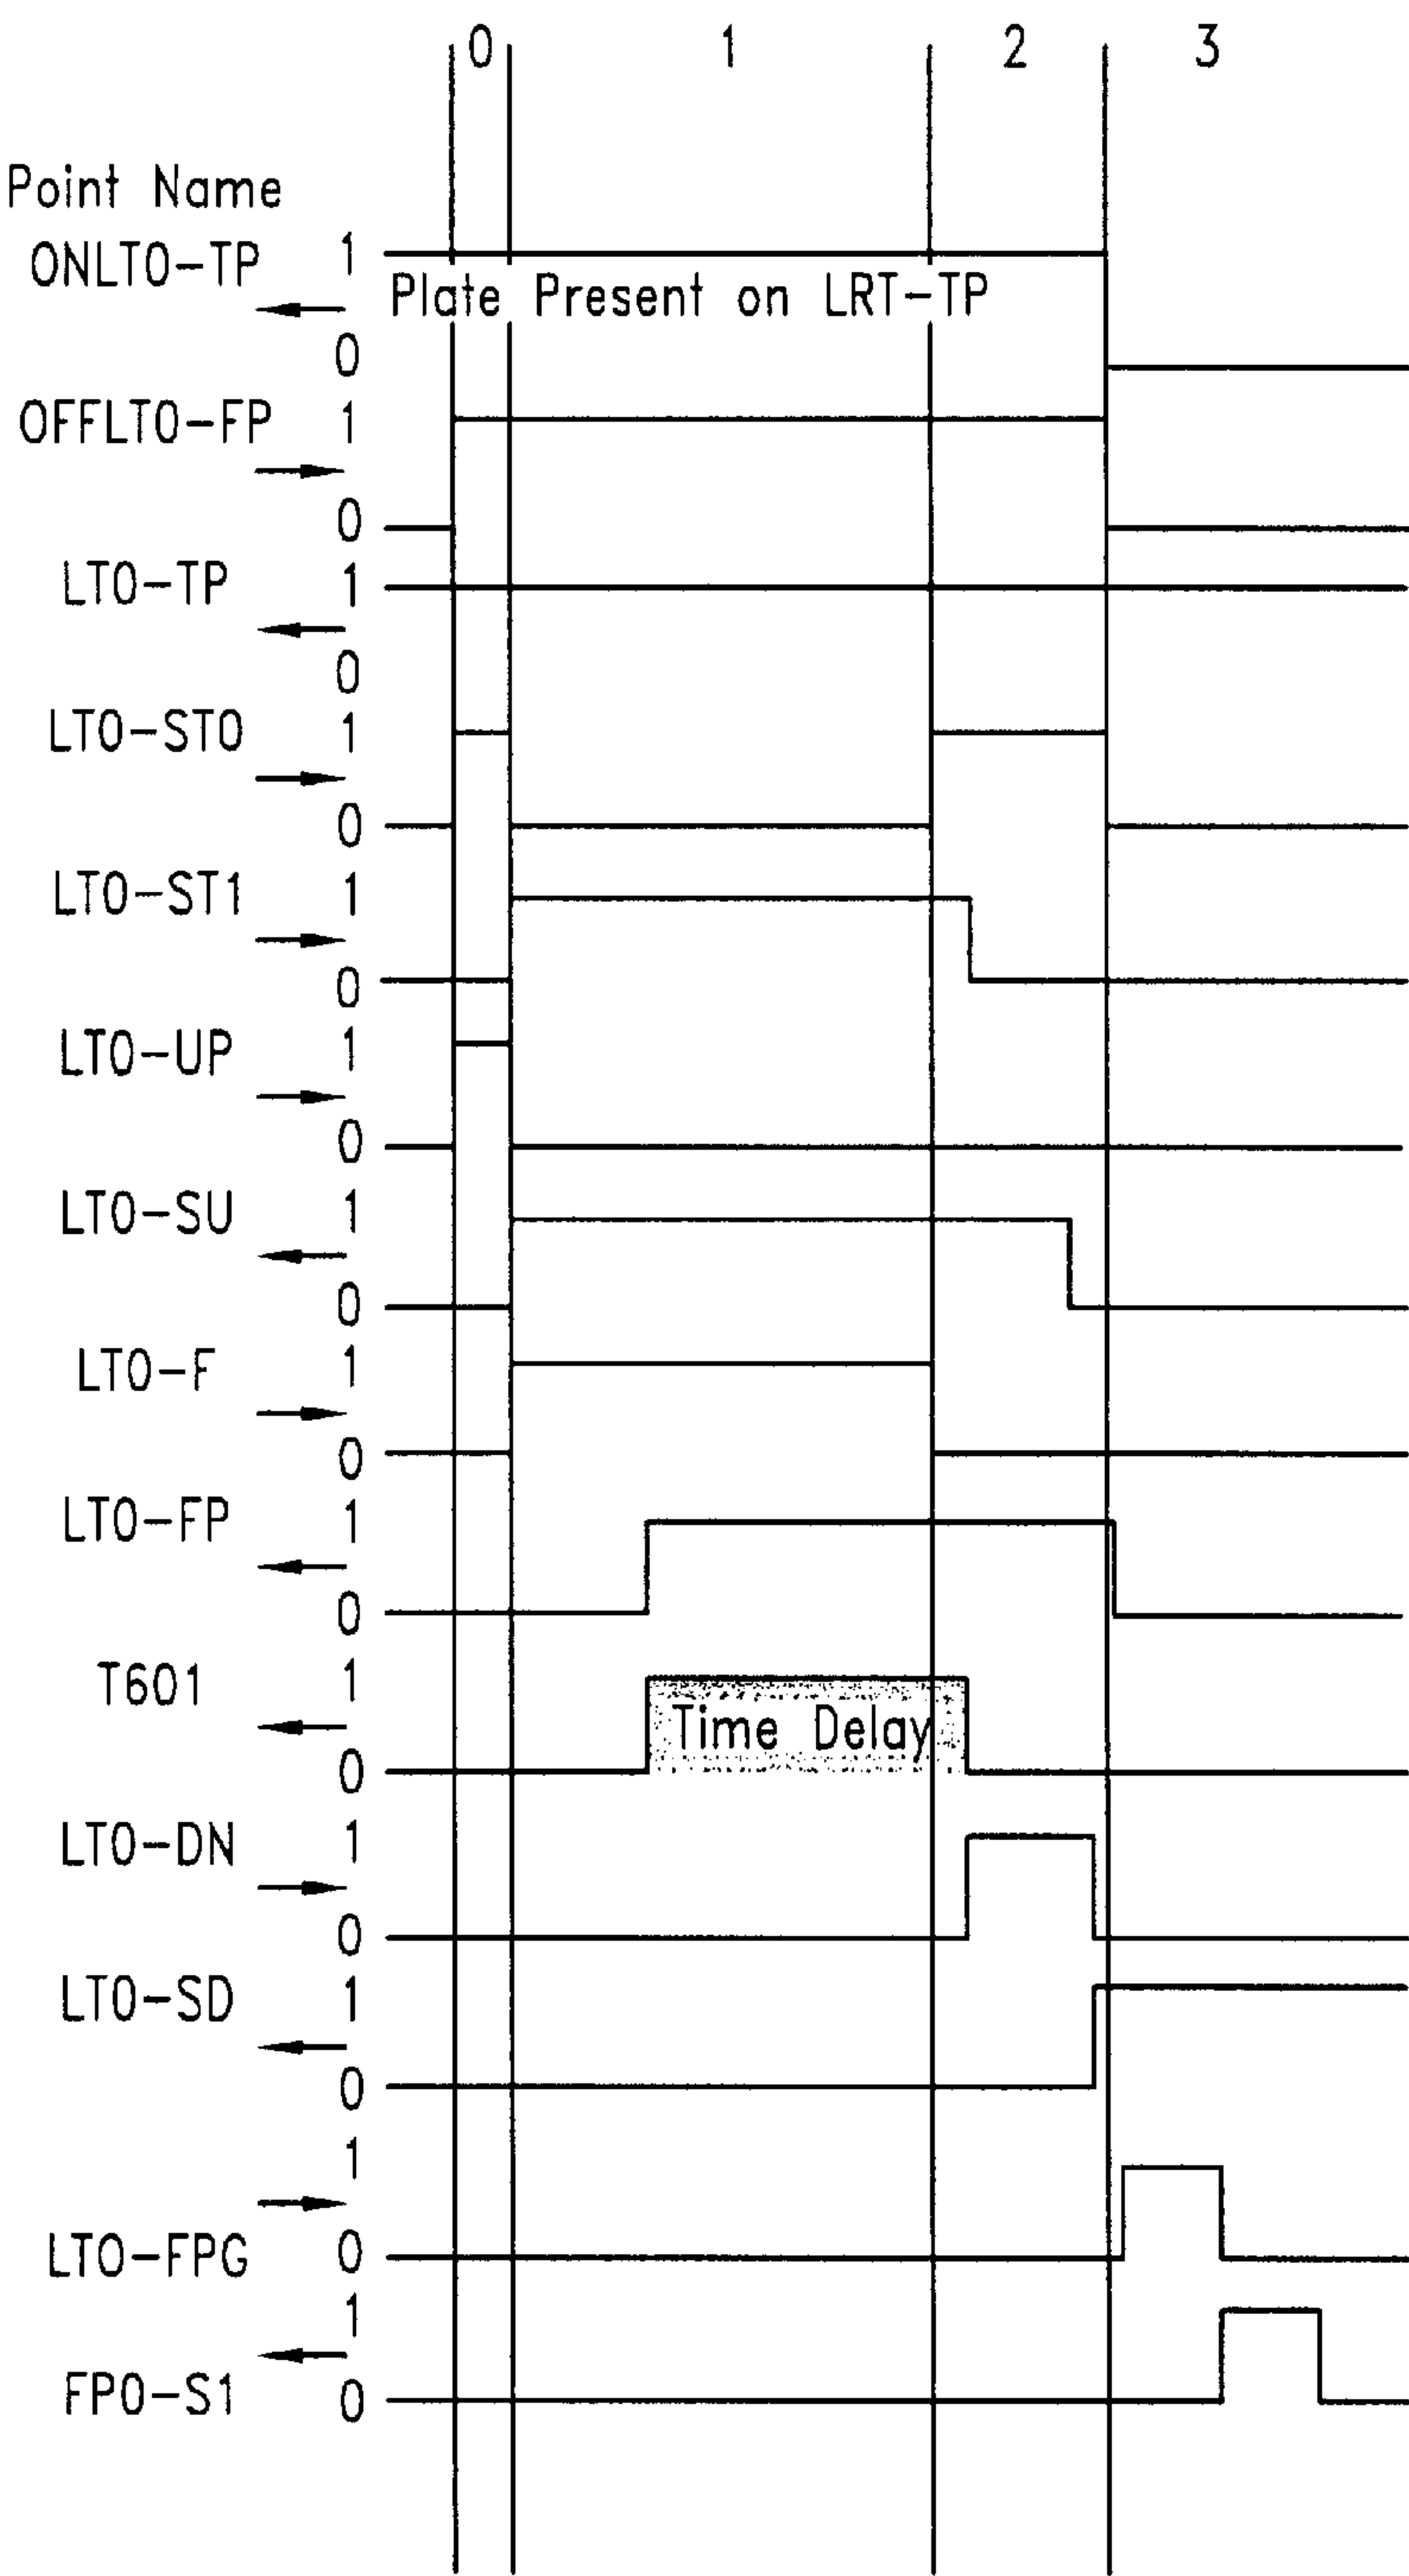 0 1 2 3
Point Name
ONLTO-TP 1
Plate Present on LRT-TP
0
OFFLTO-FP 1
0
LTO-TP 1
0
LTO-STO 1
0
LTO-ST1 1
0
LTO-UP 1
0
LTO-SU 1
0
LTO-F 1
0
LTO-FP 1
0
T601 1
Time Delay
0
LTO-DN 1
0
LTO-SD 1
0
1
LTO-FPG 0
1
FPO-S1 0